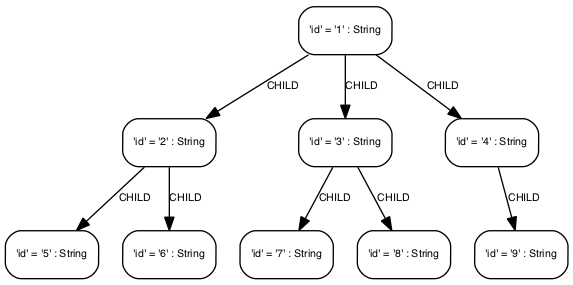 'id' = '1' : String
CHILD
CHILD
CHILD
'id' = '2' : String
'id' = '3' : String
'id' = '4' : String
CHILD
CHILD
CHILD
CHILD
CHILD
'id' = '5' : String
'id' = '6' : String
'id' = '7' : String
'id' = '8' : String
'id' = '9' : String